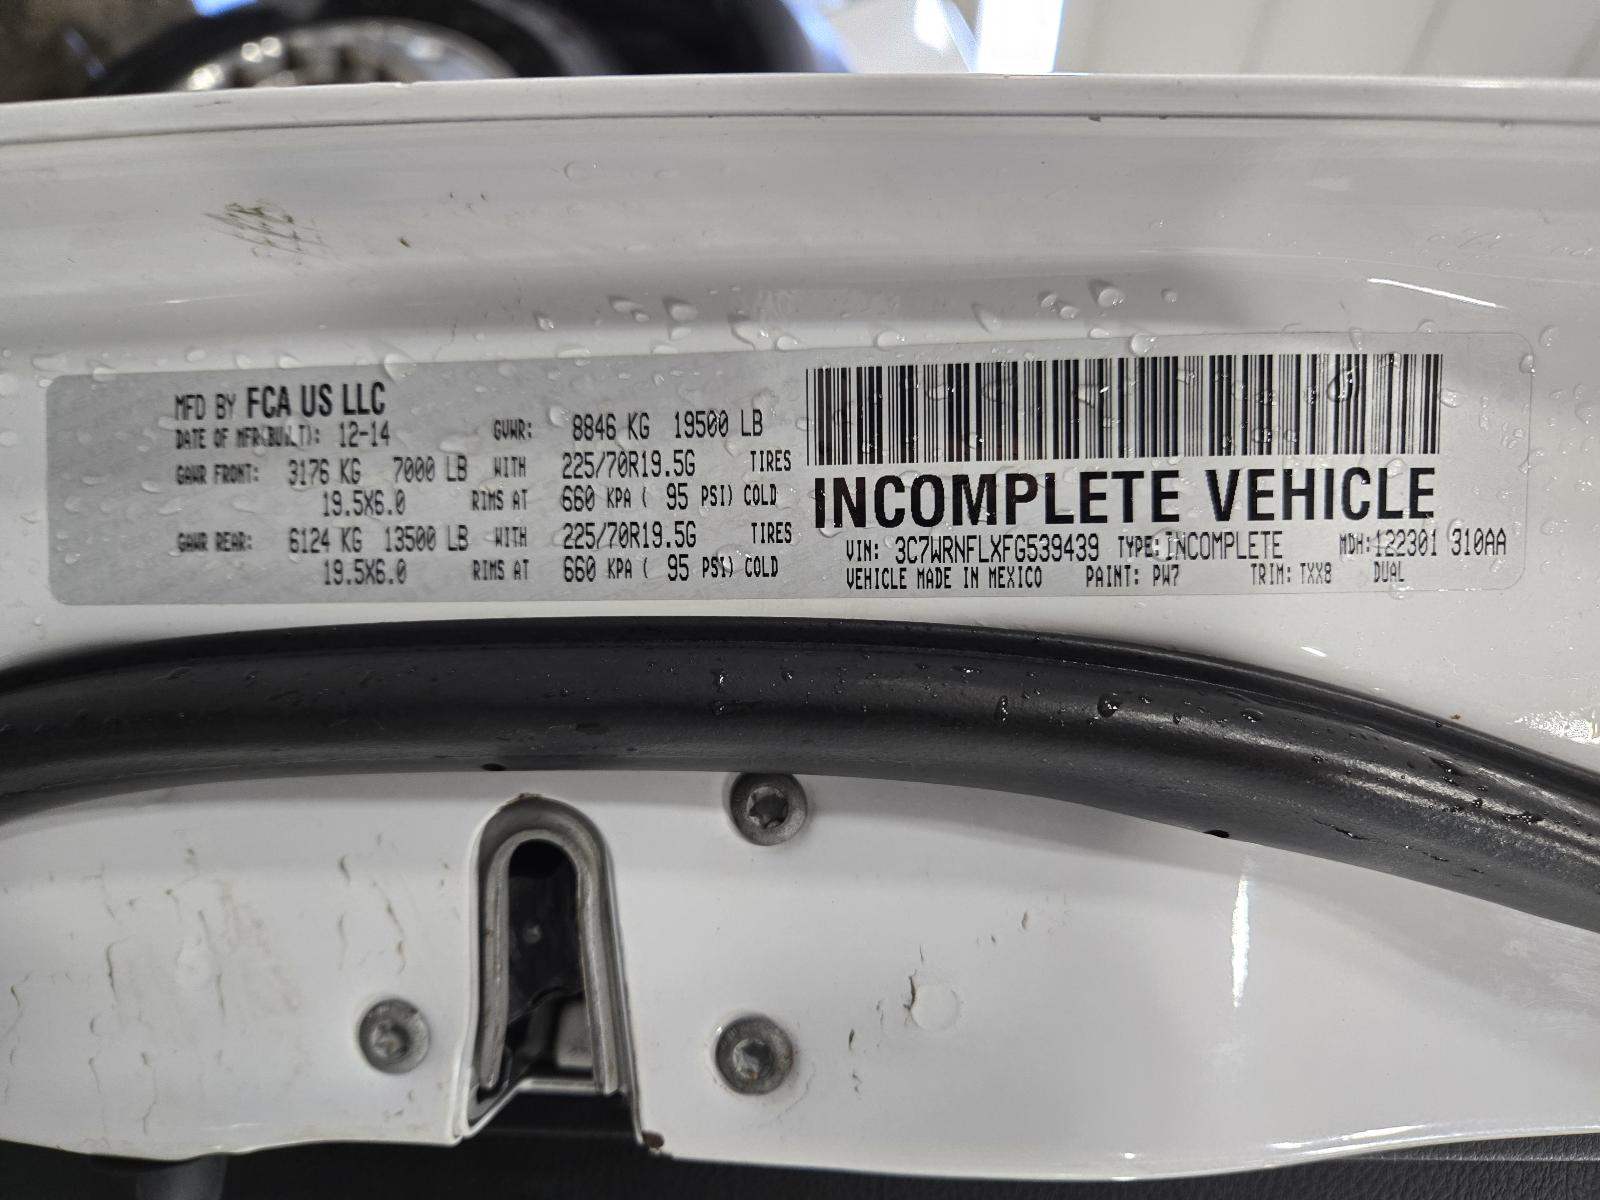 MFD BY FCA US LLC
DATE OF MFR(BUILT): 12-14 GVWR: 8846 KG 19500 LB
GAWR FRONT: 3176 KG 7000 LB WITH 225/70R19.5G TIRES
19.5X6.0 RIMS AT 660 KPA ( 95 PSI) COLD
GAWR REAR: 6124 KG 13500 LB WITH 225/70R19.5G TIRES
19.5X6.0 RIMS AT 660 KPA ( 95 PSI) COLD
INCOMPLETE VEHICLE
VIN: 3C7WRNFLXFG539439 TYPE: INCOMPLETE MDH:122301 310AA
VEHICLE MADE IN MEXICO PAINT: PW7 TRIM: TXX8 DUAL